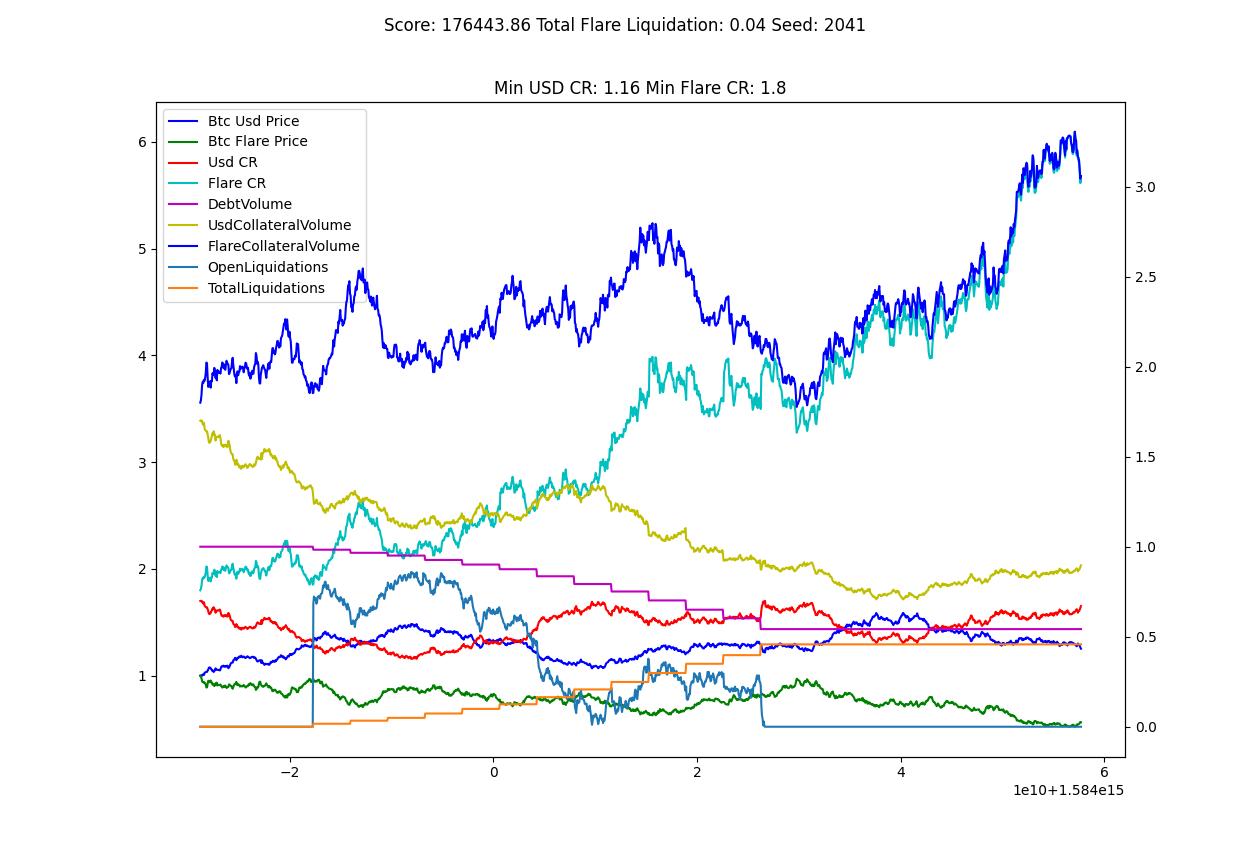 Score: 176443.86 Total Flare Liquidation: 0.04 Seed: 2041
Min USD CR: 1.16 Min Flare CR: 1.8
Btc Usd Price
Btc Flare Price
Usd CR
Flare CR
DebtVolume
UsdCollateralVolume
FlareCollateralVolume
OpenLiquidations
TotalLiquidations
6
5
4
3
2
1
3.0
2.5
2.0
1.5
1.0
0.5
0.0
−2
0
2
4
6
1e10+1.584e15